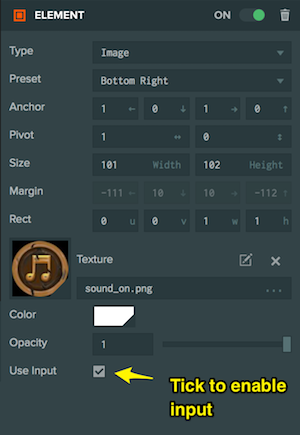 ELEMENT ON
Type Image
Preset Bottom Right
Anchor 1 ← 0 ↓ 1 → 0 ↑
Pivot 1 ↔ 0 ↕
Size 101 Width 102 Height
Margin -111 ← 10 ↓ 10 → -112 ↑
Rect 0 u 0 v 1 w 1 h
Texture
sound_on.png ...
Color
Opacity 1
Use Input
Tick to enable
input